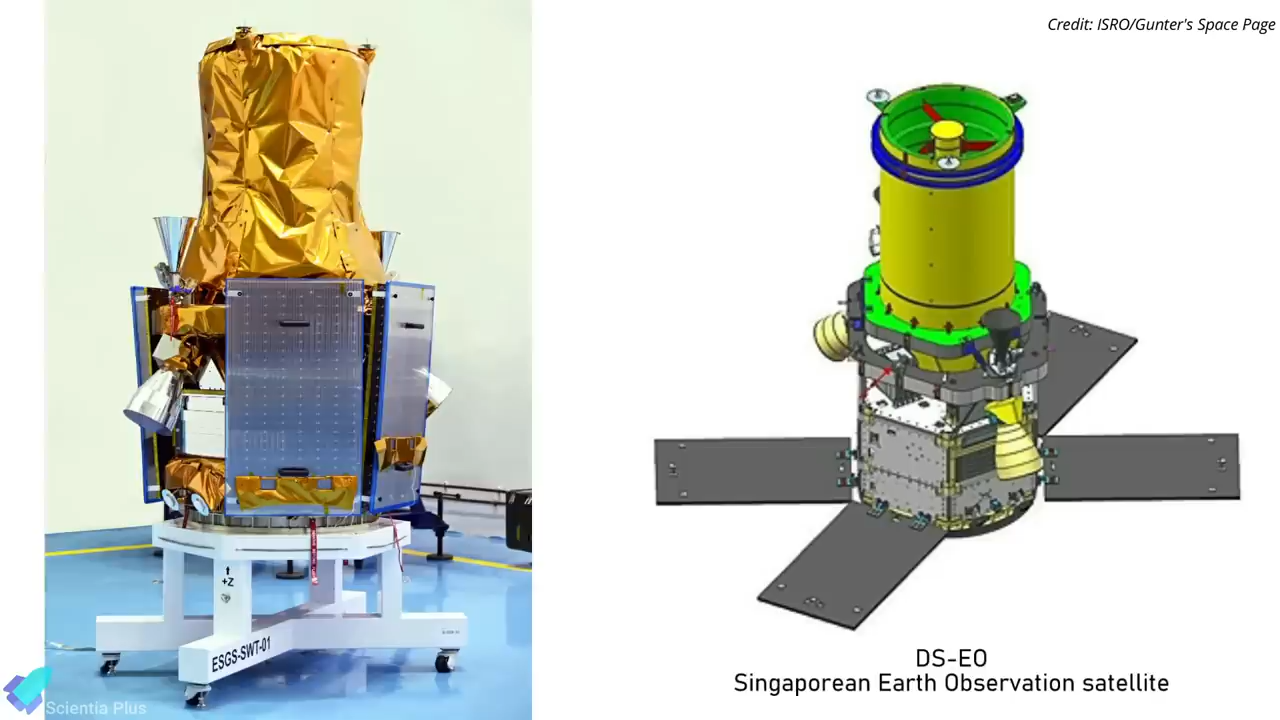 Credit: ISRO/Gunter's Space Page
+Z
ESGS-SWT-01
DS-EO
Singaporean Earth Observation satellite
Scientia Plus